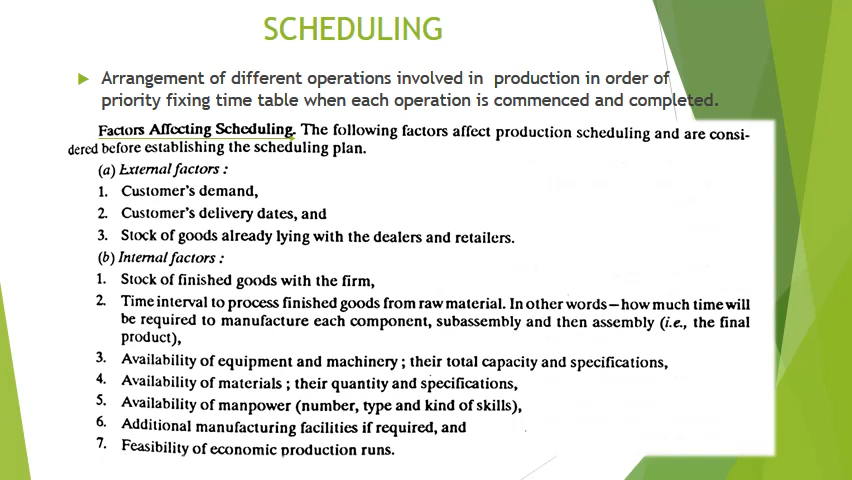 SCHEDULING
Arrangement of different operations involved in production in order of
priority fixing time table when each operation is commenced and completed.
Factors Affecting Scheduling. The following factors affect production scheduling and are consi-
dered before establishing the scheduling plan.
(a) External factors :
1. Customer's demand,
2. Customer's delivery dates, and
3. Stock of goods already lying with the dealers and retailers.
(b) Internal factors :
1. Stock of finished goods with the firm,
2. Time interval to process finished goods from raw material. In other words—how much time will
be required to manufacture each component, subassembly and then assembly (i.e., the final
product),
3. Availability of equipment and machinery ; their total capacity and specifications,
4. Availability of materials ; their quantity and specifications,
5. Availability of manpower (number, type and kind of skills),
6. Additional manufacturing facilities if required, and
7. Feasibility of economic production runs.